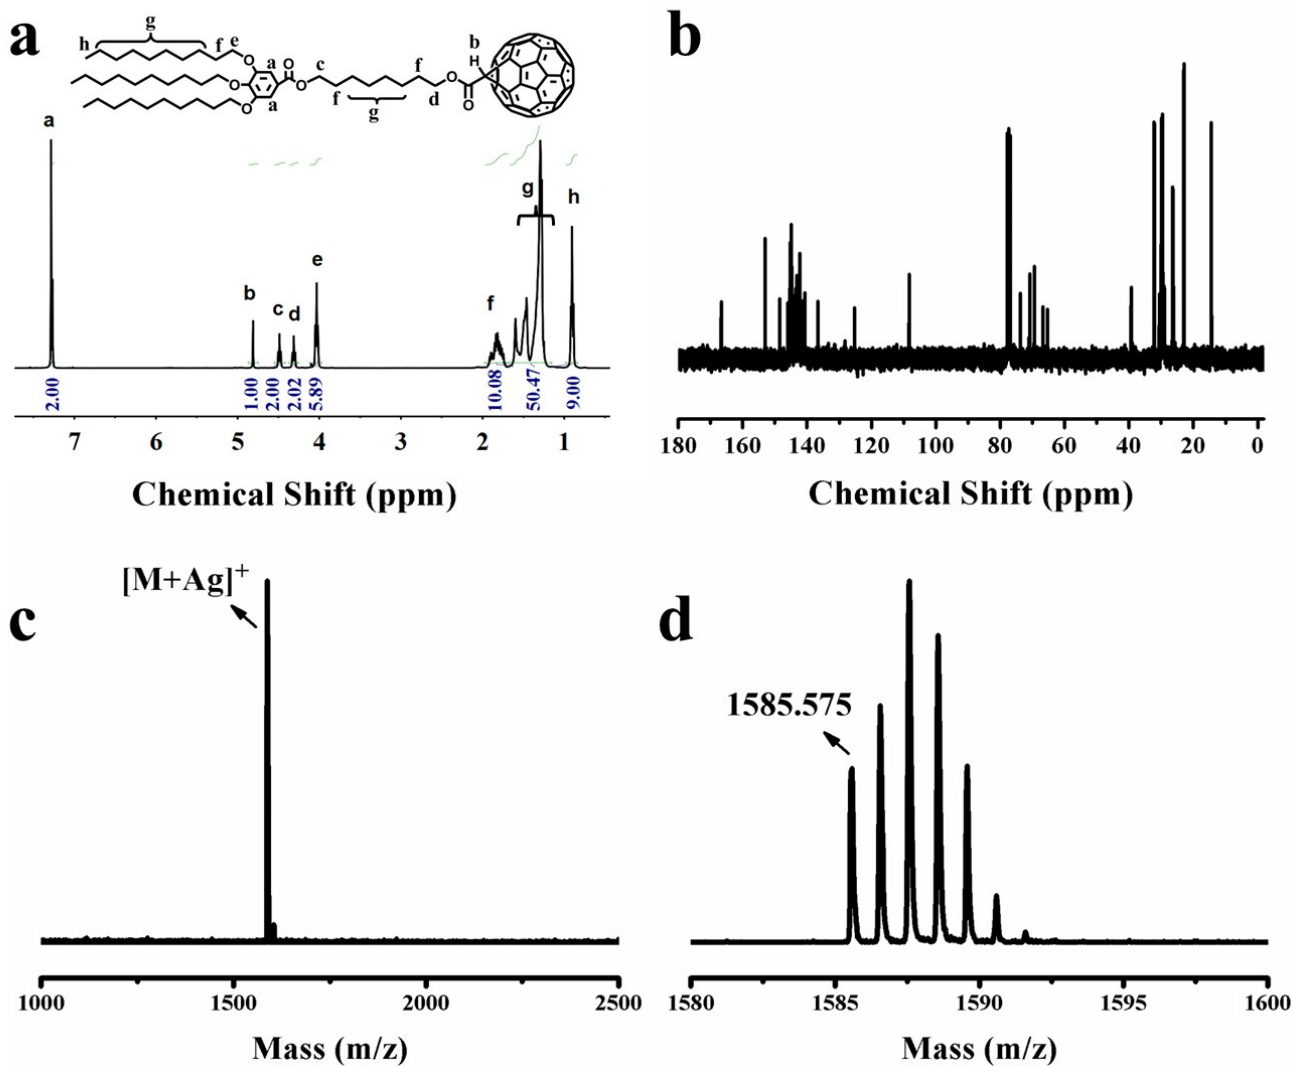 a
g
h
f e
O
a
O
c
O
a
O
O
f
g
f
d
O
O
b
H
a
b
c d
e
f
g
h
2.00
1.00
2.00
2.02
5.89
10.08
50.47
9.00
7 6 5 4 3 2 1
Chemical Shift (ppm)
b
180 160 140 120 100 80 60 40 20 0
Chemical Shift (ppm)
c
[M+Ag]+
1000 1500 2000 2500
Mass (m/z)
d
1585.575
1580 1585 1590 1595 1600
Mass (m/z)